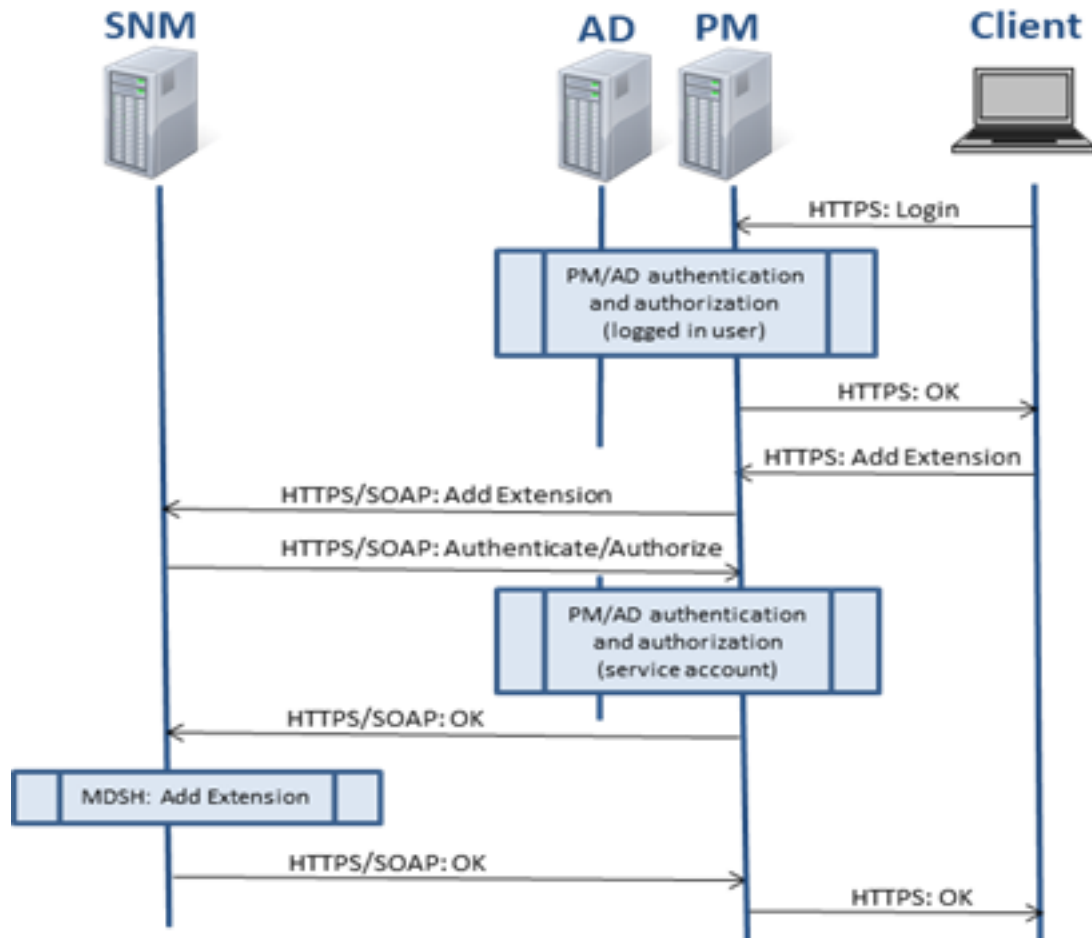 SNM
AD
PM
Client
HTTPS: Login
PM/AD authentication
and authorization
(logged in user)
HTTPS: OK
HTTPS: Add Extension
HTTPS/SOAP: Add Extension
HTTPS/SOAP: Authenticate/Authorize
PM/AD authentication
and authorization
(service account)
HTTPS/SOAP: OK
MDSH: Add Extension
HTTPS/SOAP: OK
HTTPS: OK